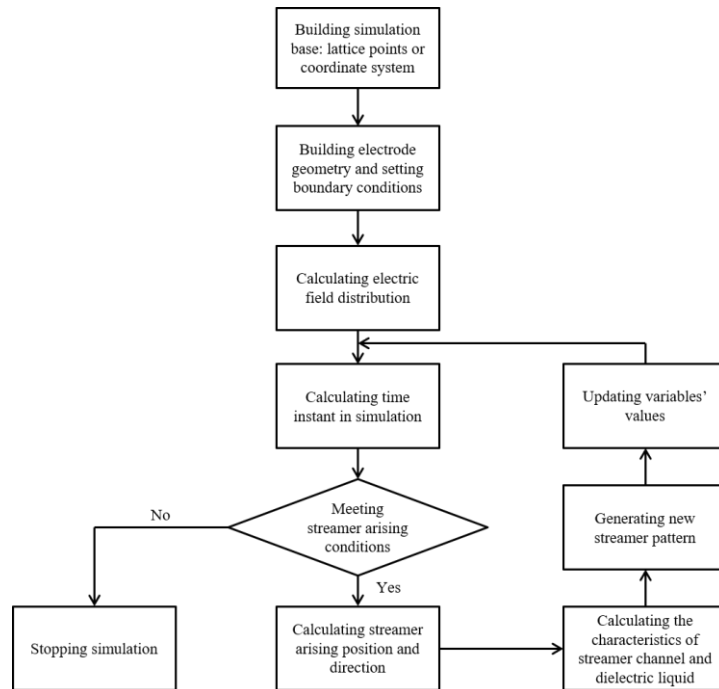 Building simulation
base: lattice points or
coordinate system
Building electrode
geometry and setting
boundary conditions
Calculating electric
field distribution
Calculating time
instant in simulation
Updating variables’
values
Meeting
streamer arising
conditions
No
Generating new
streamer pattern
Yes
Stopping simulation
Calculating streamer
arising position and
direction
Calculating the
characteristics of
streamer channel and
dielectric liquid